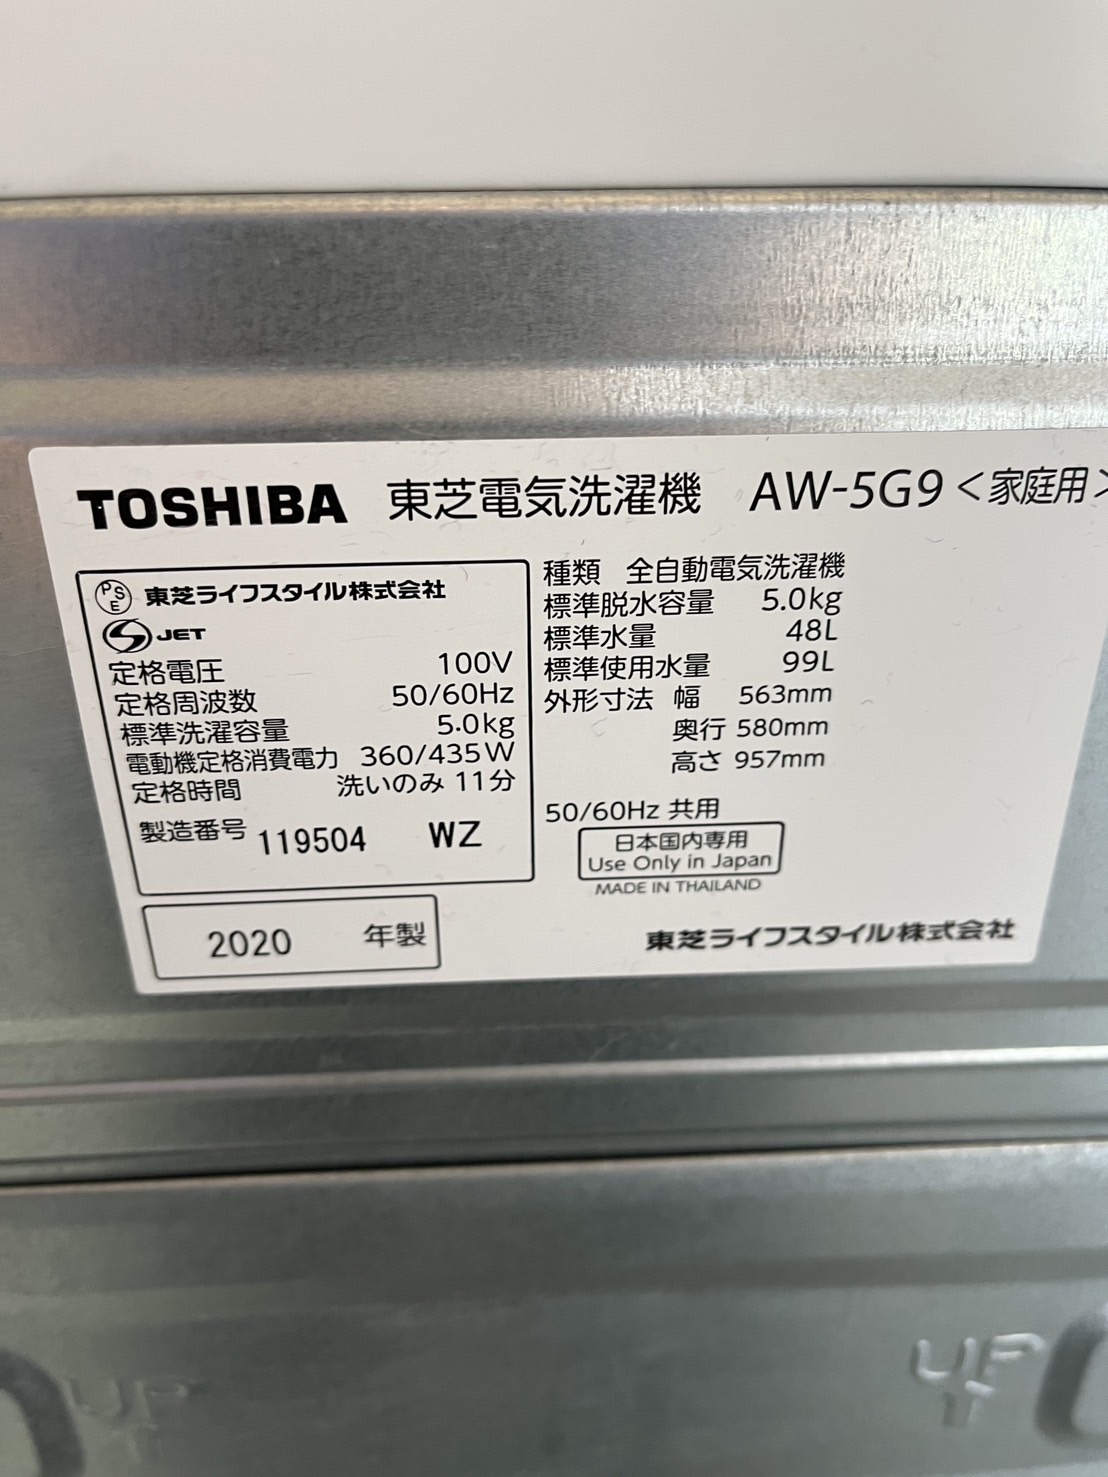 TOSHIBA 東芝電気洗濯機 AW-5G9<家庭用>
PSE 東芝ライフスタイル株式会社
S JET
定格電圧 100V
定格周波数 50/60Hz
標準洗濯容量 5.0kg
電動機定格消費電力 360/435W
定格時間 洗いのみ 11分
製造番号 119504 WZ
2020 年製
種類 全自動電気洗濯機
標準脱水容量 5.0kg
標準水量 48L
標準使用水量 99L
外形寸法 幅 563mm
奥行 580mm
高さ 957mm
50/60Hz 共用
日本国内専用
Use Only in Japan
MADE IN THAILAND
東芝ライフスタイル株式会社
UP
UP
T